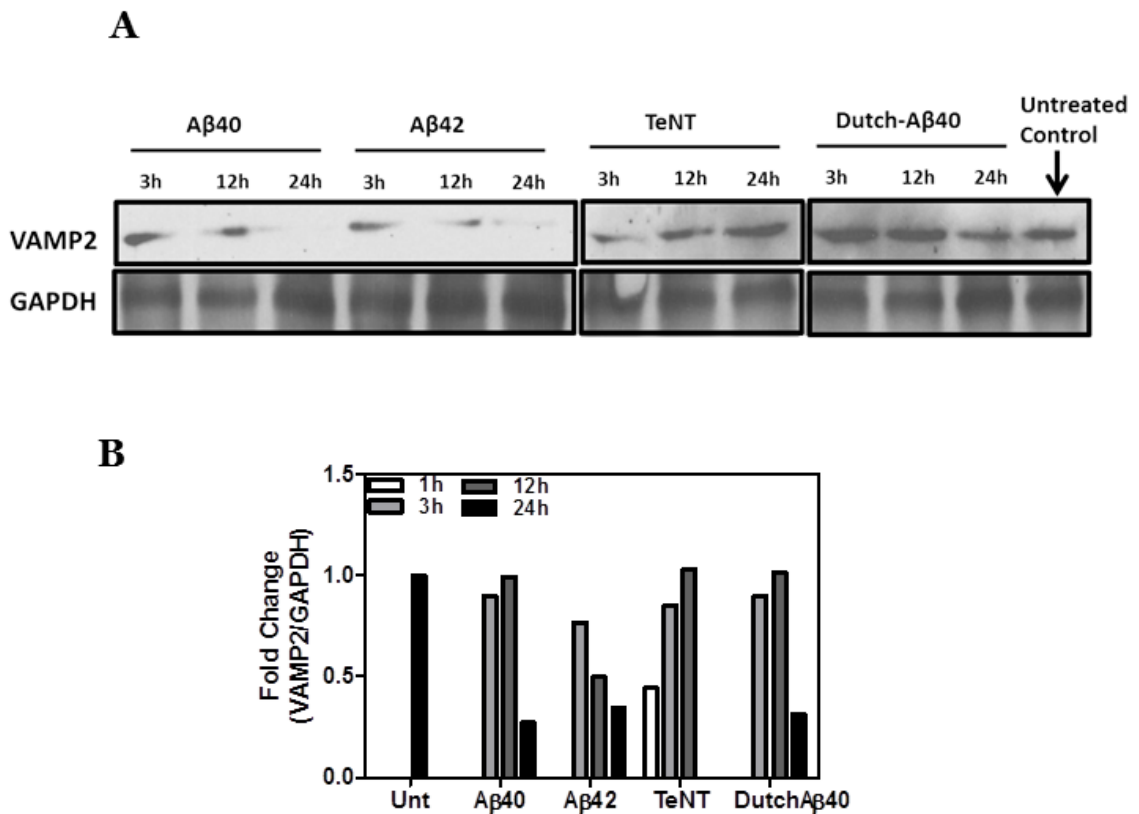 A
Aβ40 Aβ42 TeNT Dutch-Aβ40 Untreated Control
3h 12h 24h 3h 12h 24h 3h 12h 24h 3h 12h 24h
VAMP2
GAPDH
B
1.5
1h 12h
3h 24h
1.0
0.5
0.0
Fold Change
(VAMP2/GAPDH)
Unt Aβ40 Aβ42 TeNT DutchAβ40